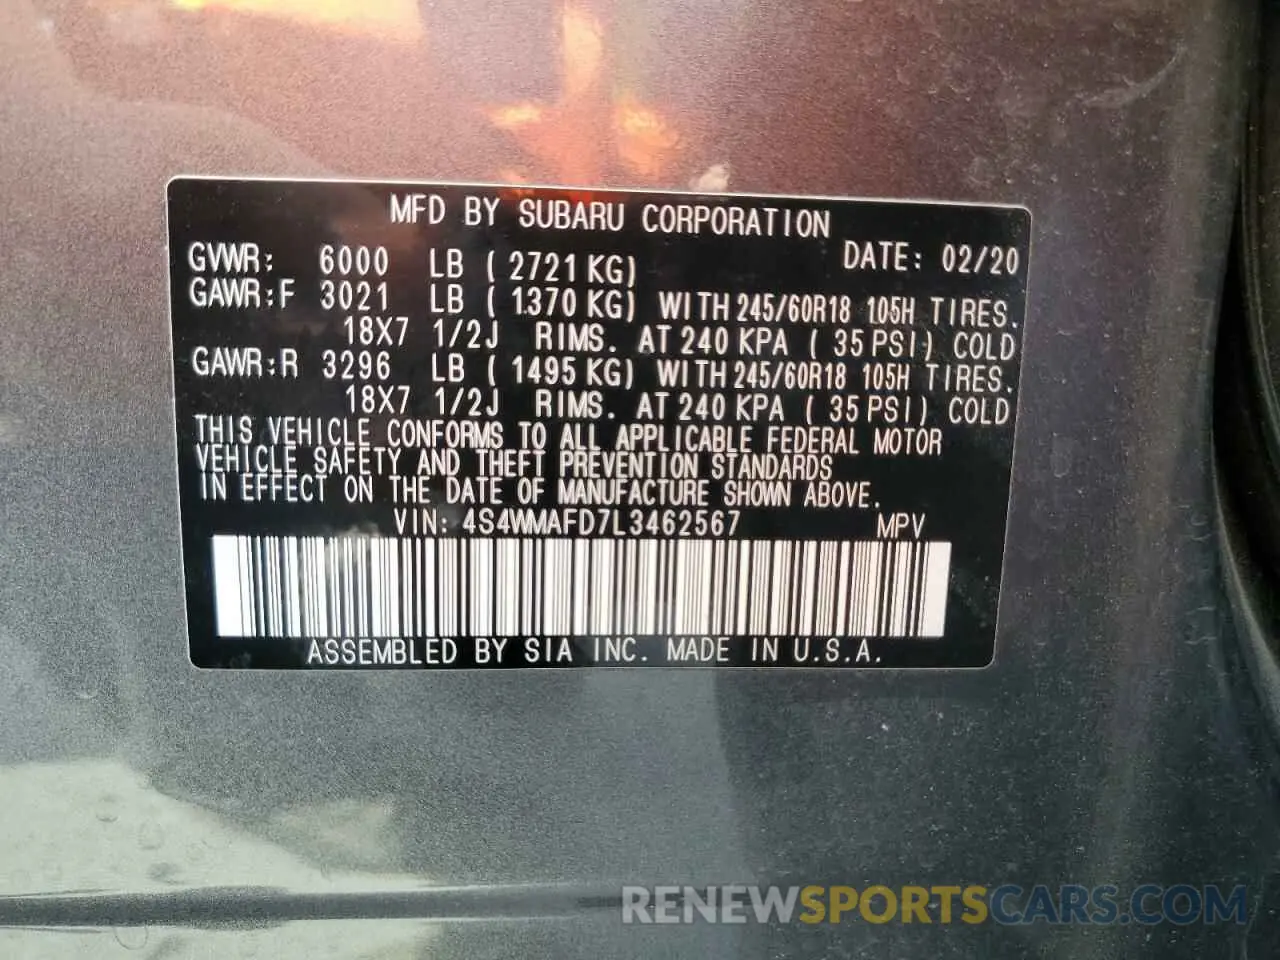 MFD BY SUBARU CORPORATION
GVWR: 6000 LB ( 2721 KG) DATE: 02/20
GAWR:F 3021 LB ( 1370 KG) WITH 245/60R18 105H TIRES.
18X7 1/2J RIMS. AT 240 KPA ( 35 PSI) COLD
GAWR:R 3296 LB ( 1495 KG) WITH 245/60R18 105H TIRES.
18X7 1/2J RIMS. AT 240 KPA ( 35 PSI) COLD
THIS VEHICLE CONFORMS TO ALL APPLICABLE FEDERAL MOTOR
VEHICLE SAFETY AND THEFT PREVENTION STANDARDS
IN EFFECT ON THE DATE OF MANUFACTURE SHOWN ABOVE.
VIN: 4S4WMAFD7L3462567 MPV
ASSEMBLED BY SIA INC. MADE IN U.S.A.
RENEWSPORTSCARS.COM